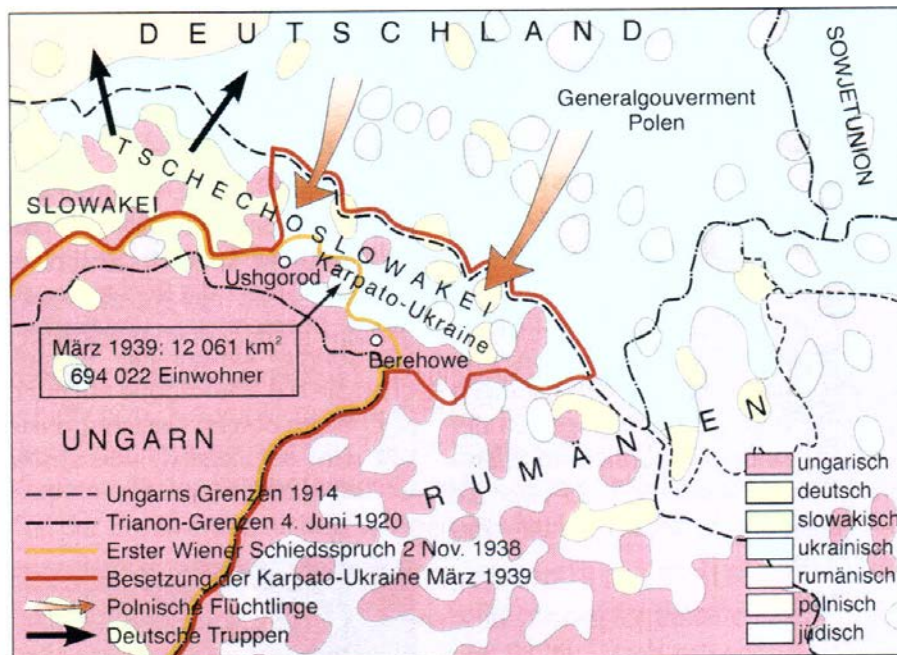 DEUTSCHLAND
SOWJETUNION
Generalgouverment
Polen
TSCHECHOSLOWAKEI
SLOWAKEI
Ushgorod
Karpato-Ukraine
März 1939: 12 061 km²
694 022 Einwohner
Berehowe
UNGARN
RUMÄNIEN
Ungarns Grenzen 1914
Trianon-Grenzen 4. Juni 1920
Erster Wiener Schiedsspruch 2 Nov. 1938
Besetzung der Karpato-Ukraine März 1939
Polnische Flüchtlinge
Deutsche Truppen
ungarisch
deutsch
slowakisch
ukrainisch
rumänisch
polnisch
jüdisch